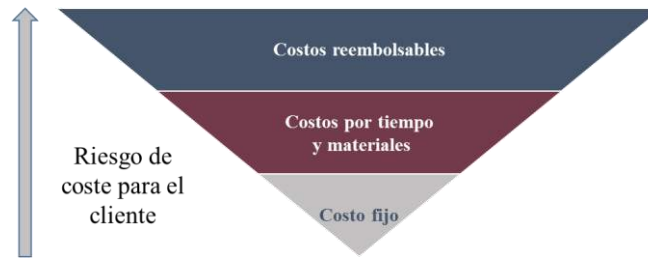 Costos reembolsables
Costos por tiempo
y materiales
Riesgo de
coste para el
cliente
Costo fijo